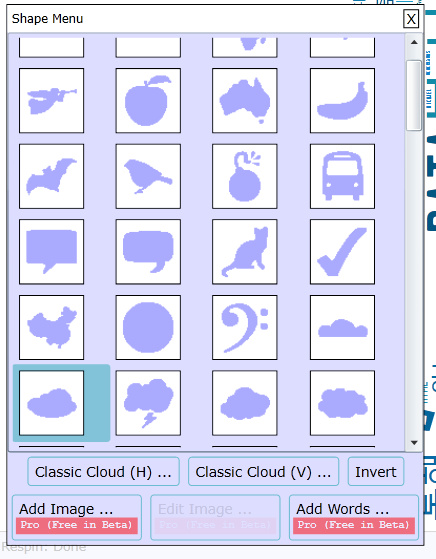 Shape Menu
X
Classic Cloud (H) ...
Classic Cloud (V) ...
Invert
Add Image ...
Pro (Free in Beta)
Edit Image ...
Pro (Free in Beta)
Add Words ...
Pro (Free in Beta)
Respin: Done